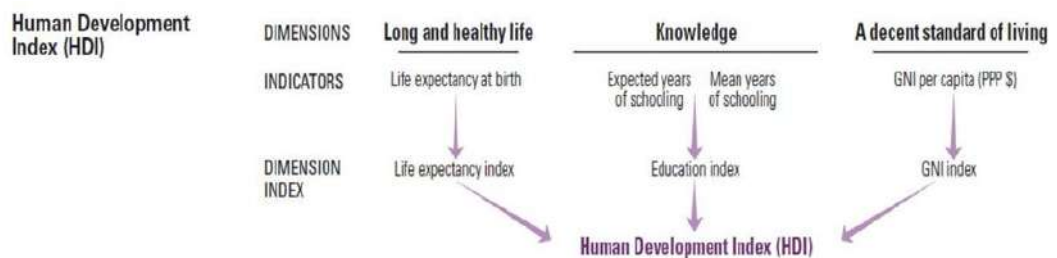 Human Development
Index (HDI)
DIMENSIONS Long and healthy life Knowledge A decent standard of living
INDICATORS Life expectancy at birth Expected years Mean years GNI per capita (PPP $)
of schooling of schooling
DIMENSION Life expectancy index Education index GNI index
INDEX
Human Development Index (HDI)